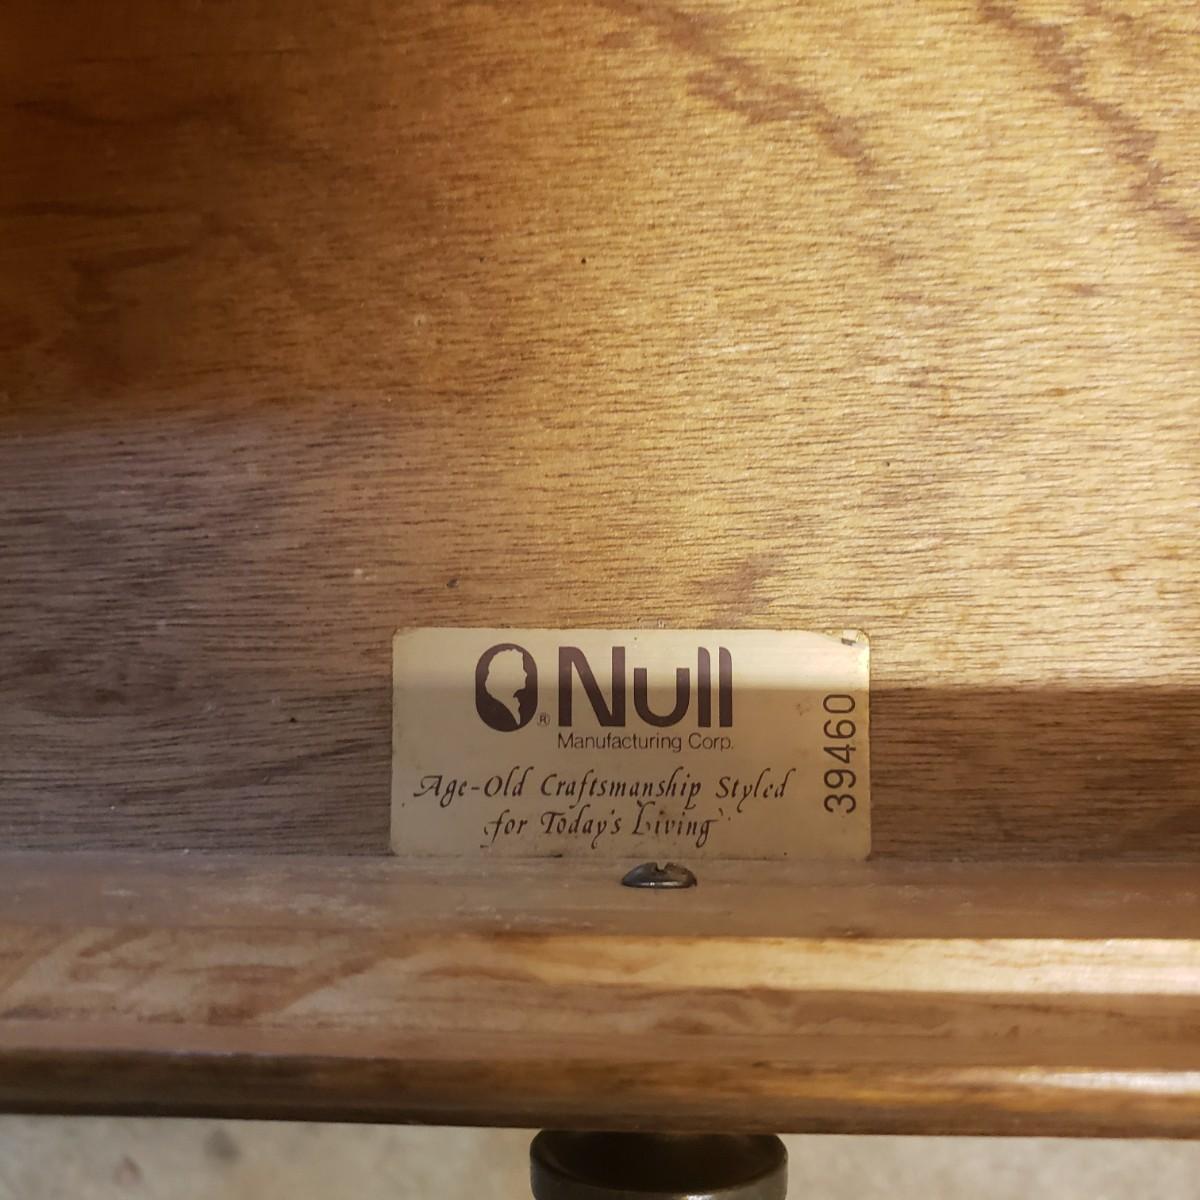 ® Null
Manufacturing Corp.
Age-Old Craftsmanship Styled
for Today's Living
39460